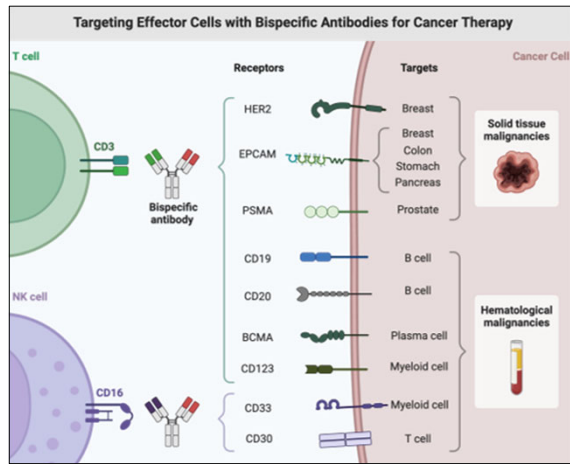 Targeting Effector Cells with Bispecific Antibodies for Cancer Therapy
T cell
Receptors
Targets
Cancer Cell
CD3
Bispecific
antibody
HER2
Breast
EPCAM
Breast
Colon
Stomach
Pancreas
PSMA
Prostate
Solid tissue
malignancies
CD19
B cell
CD20
B cell
BCMA
Plasma cell
CD123
Myeloid cell
Hematological
malignancies
NK cell
CD16
CD33
Myeloid cell
CD30
T cell